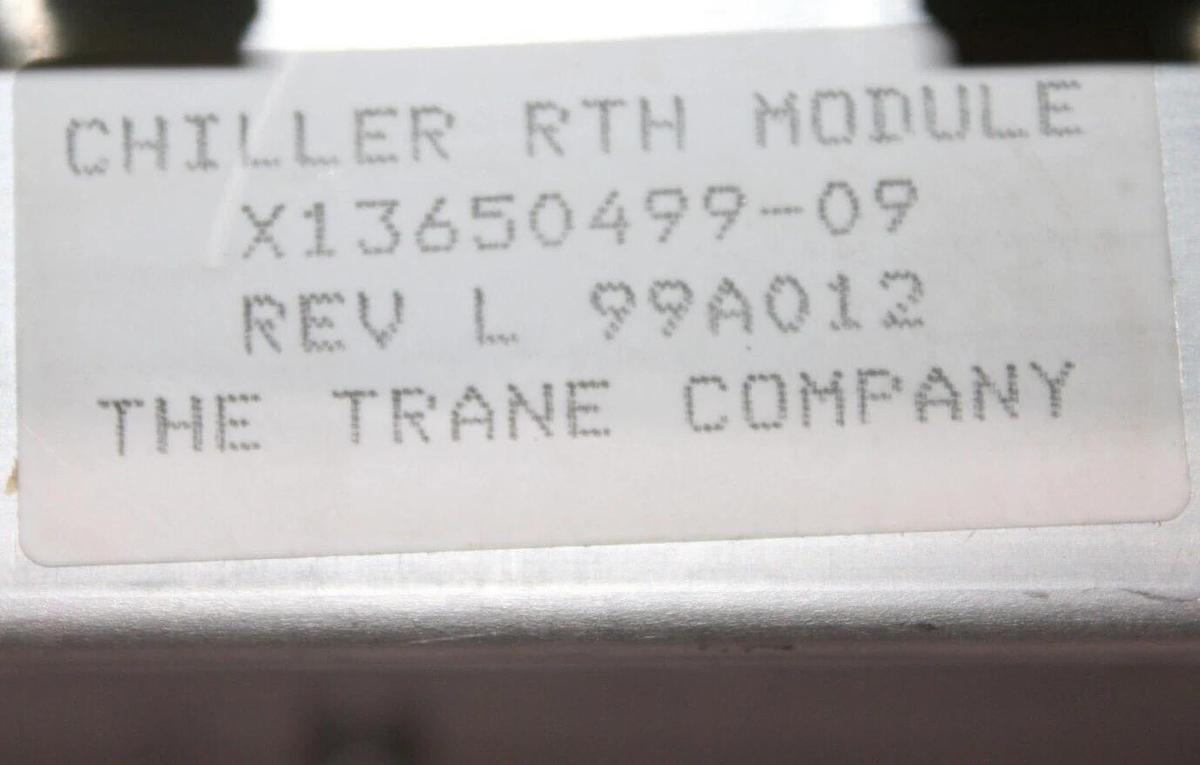 CHILLER RTH MODULE
X13650499-09
REV L 99A012
THE TRANE COMPANY